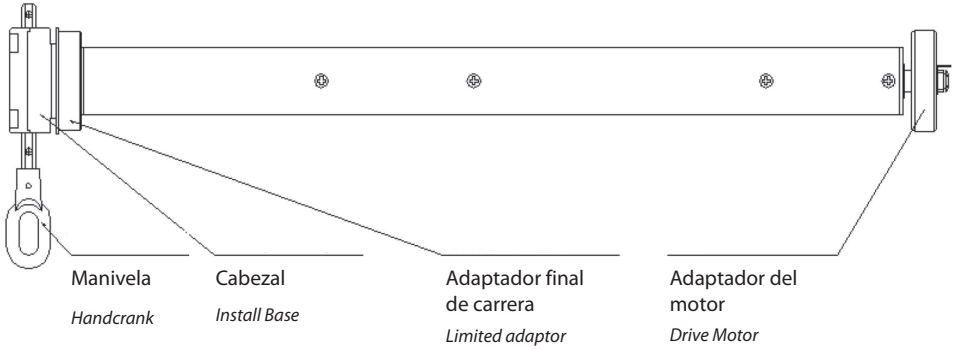 Manivela
Handcrank
Cabezal
Install Base
Adaptador final
de carrera
Limited adaptor
Adaptador del
motor
Drive Motor